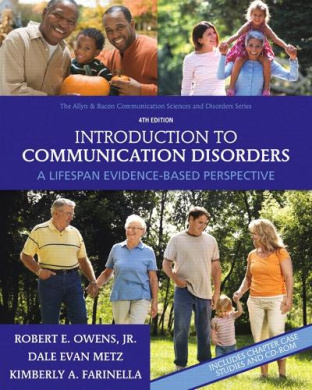 The Allyn & Bacon Communication Sciences and Disorders Series
4TH EDITION
INTRODUCTION TO
COMMUNICATION DISORDERS
A LIFESPAN EVIDENCE-BASED PERSPECTIVE
ROBERT E. OWENS, JR.
DALE EVAN METZ
KIMBERLY A. FARINELLA
INCLUDES CHAPTER CASE
STUDIES AND CD-ROM